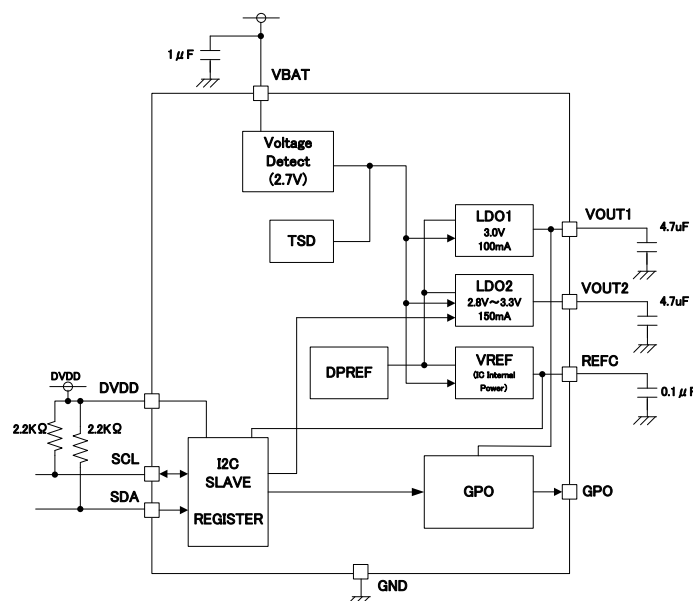 1μF
VBAT
Voltage
Detect
(2.7V)
TSD
LDO1
3.0V
100mA
VOUT1
4.7uF
LDO2
2.8V~3.3V
150mA
VOUT2
4.7uF
DPREF
VREF
(IC Internal
Power)
REFC
0.1μF
DVDD
DVDD
2.2KΩ
2.2KΩ
SCL
SDA
I2C
SLAVE
REGISTER
GPO
GPO
GND